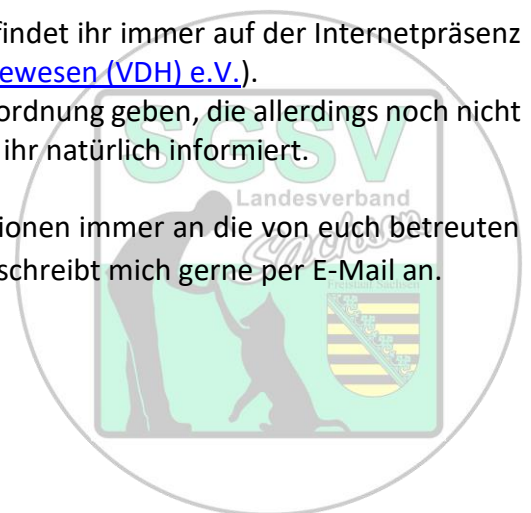 findet ihr immer auf der Internetpräsenz
ewesen (VDH) e.V.).
ordnung geben, die allerdings noch nicht
ihr natürlich informiert.
SGSV
Landesverband
Sachsen
ionen immer an die von euch betreuten
schreibt mich gerne per E-Mail an.
Freistaat Sachsen